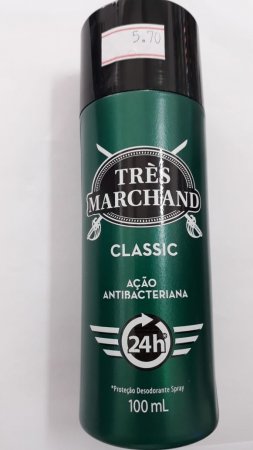 5.70
TRÈS
MARCHAND
CLASSIC
AÇÃO
ANTIBACTERIANA
24h*
*Proteção Desodorante Spray
100 mL